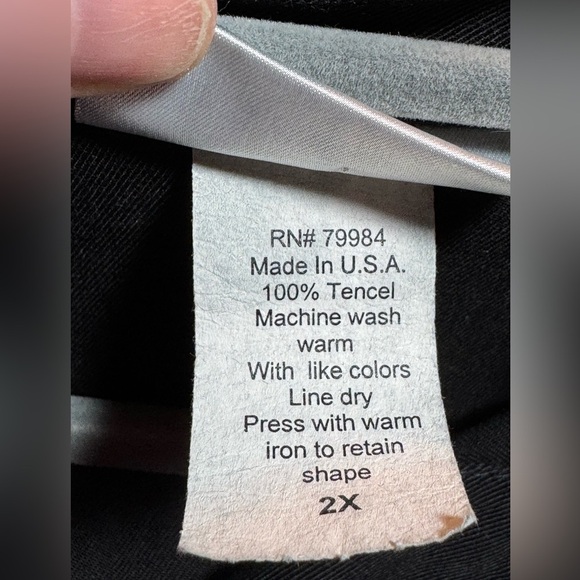 RN# 79984
Made In U.S.A.
100% Tencel
Machine wash
warm
With like colors
Line dry
Press with warm
iron to retain
shape
2X